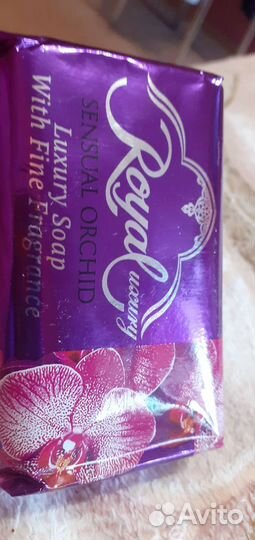 Royal
Luxury
SENSUAL ORCHID
Luxury Soap
With Fine Fragrance
Avito